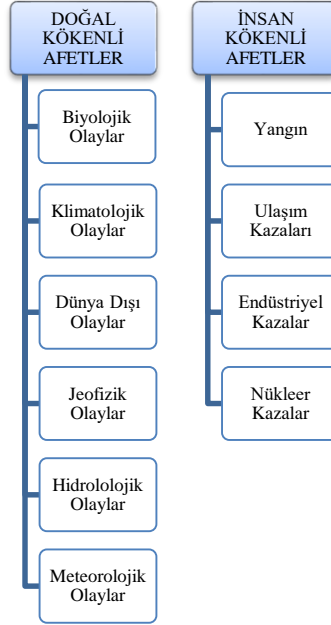 DOĞAL
KÖKENLİ
AFETLER
Biyolojik
Olaylar
Klimatolojik
Olaylar
Dünya Dışı
Olaylar
Jeofizik
Olaylar
Hidrololojik
Olaylar
Meteorolojik
Olaylar
İNSAN
KÖKENLİ
AFETLER
Yangın
Ulaşım
Kazaları
Endüstriyel
Kazalar
Nükleer
Kazalar